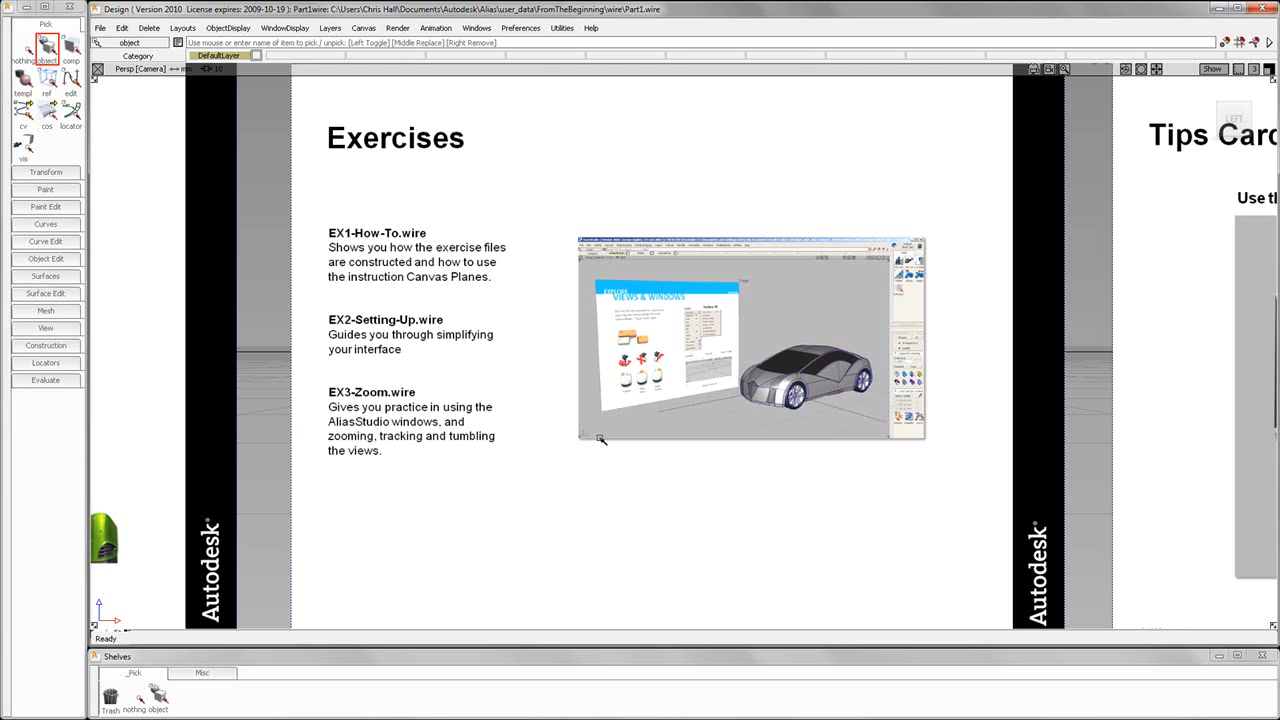 Design ( Version 2010  License expires: 2009-10-19 ): Part1wire: C:\Users\Chris Hall\Documents\Autodesk\Alias\user_data\FromTheBeginning\wire\Part1.wire
Pick
File Edit Delete Layouts ObjectDisplay WindowDisplay Layers Canvas Render Animation Windows Preferences Utilities Help
object
Use mouse or enter name of item to pick / unpick: [Left Toggle] [Middle Replace] [Right Remove]
Category
DefaultLayer
Persp [Camera]
Show
3
nothing
object
comp
templ
ref
edit
cv
cos
locator
vis
Transform
Paint
Paint Edit
Curves
Curve Edit
Object Edit
Surfaces
Surface Edit
Mesh
View
Construction
Locators
Evaluate
Exercises
EX1-How-To.wire
Shows you how the exercise files
are constructed and how to use
the instruction Canvas Planes.
EX2-Setting-Up.wire
Guides you through simplifying
your interface
EX3-Zoom.wire
Gives you practice in using the
AliasStudio windows, and
zooming, tracking and tumbling
the views.
EXPLORE
VIEWS & WINDOWS
Autodesk®
Autodesk®
LEFT
Tips Card
Use th
Ready
Shelves
_Pick
Misc
Trash
nothng
object